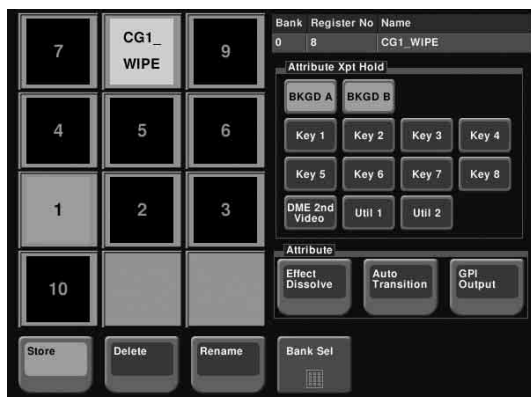 7
CG1_
WIPE
9
4
5
6
1
2
3
10
Store
Delete
Rename
Bank Register No Name
0 8 CG1_WIPE
Attribute Xpt Hold
BKGD A BKGD B
Key 1 Key 2 Key 3 Key 4
Key 5 Key 6 Key 7 Key 8
DME 2nd
Video
Util 1 Util 2
Attribute
Effect
Dissolve
Auto
Transition
GPI
Output
Bank Sel